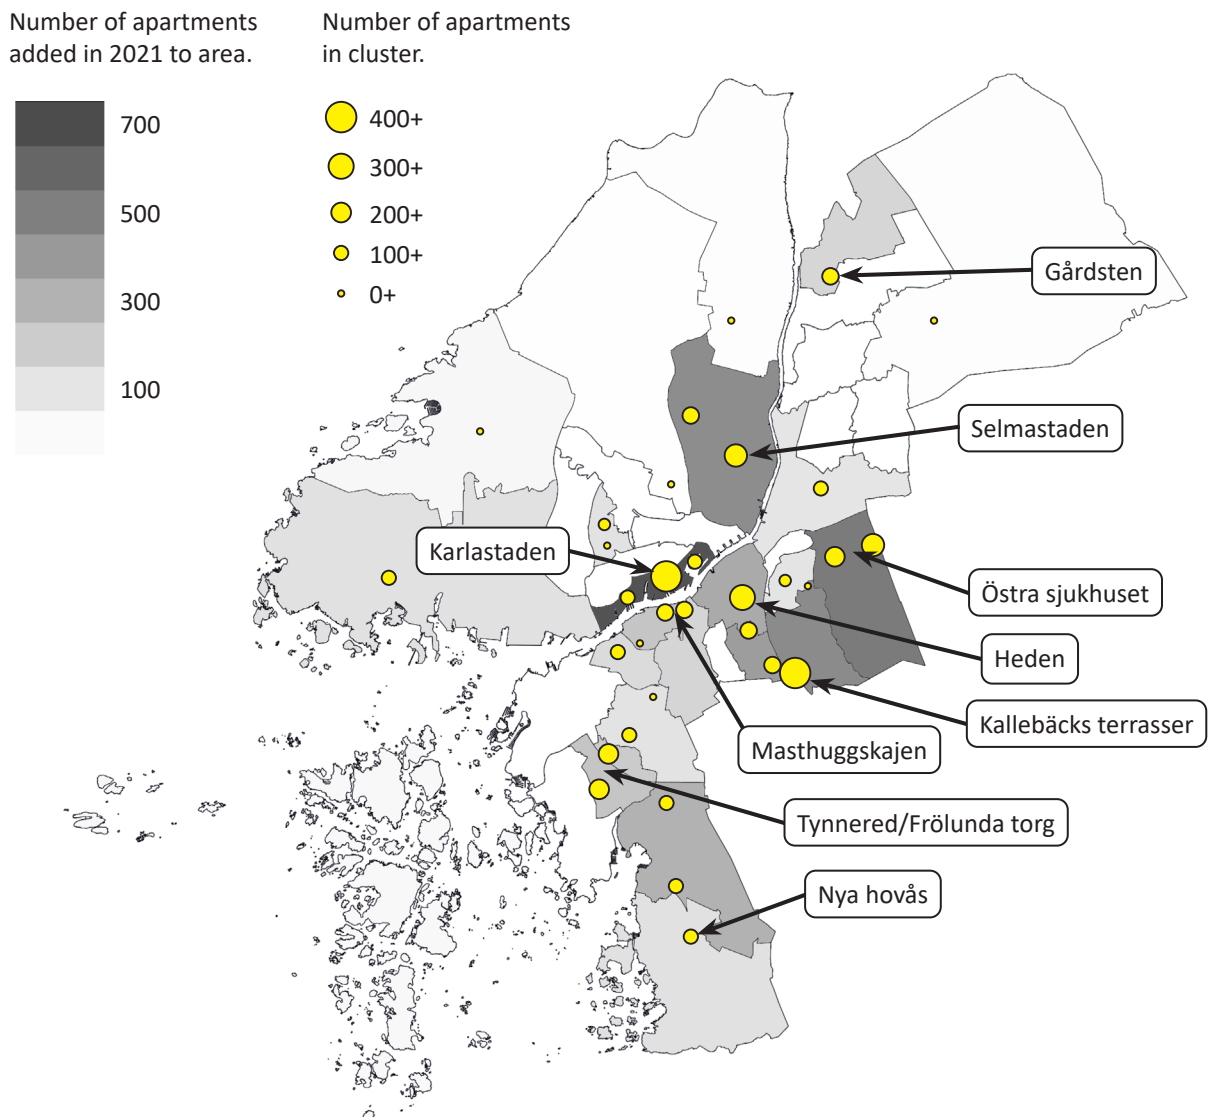 Number of apartments
added in 2021 to area.
700
500
300
100
Number of apartments
in cluster.
400+
300+
200+
100+
0+
Gårdsten
Selmastaden
Karlastaden
Östra sjukhuset
Heden
Kallebäcks terrasser
Masthuggskajen
Tynnered/Frölunda torg
Nya hovås